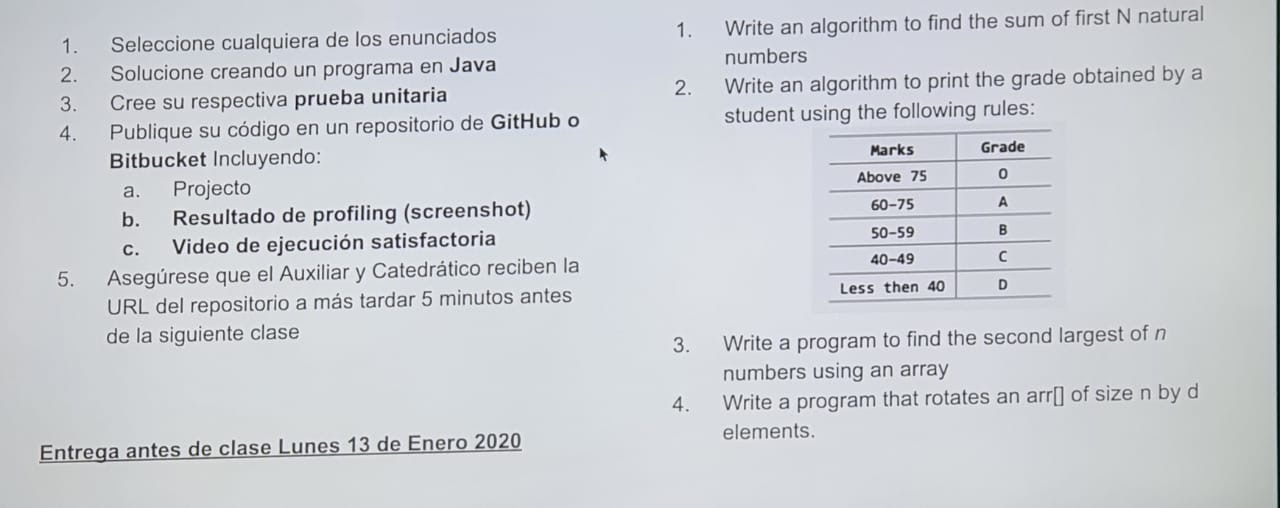 1. Seleccione cualquiera de los enunciados
2. Solucione creando un programa en Java
3. Cree su respectiva prueba unitaria
4. Publique su código en un repositorio de GitHub o
Bitbucket Incluyendo:
a. Projecto
b. Resultado de profiling (screenshot)
c. Video de ejecución satisfactoria
5. Asegúrese que el Auxiliar y Catedrático reciben la
URL del repositorio a más tardar 5 minutos antes
de la siguiente clase
Entrega antes de clase Lunes 13 de Enero 2020
1. Write an algorithm to find the sum of first N natural
numbers
2. Write an algorithm to print the grade obtained by a
student using the following rules:
Marks Grade
Above 75 O
60-75 A
50-59 B
40-49 C
Less then 40 D
3. Write a program to find the second largest of n
numbers using an array
4. Write a program that rotates an arr[] of size n by d
elements.